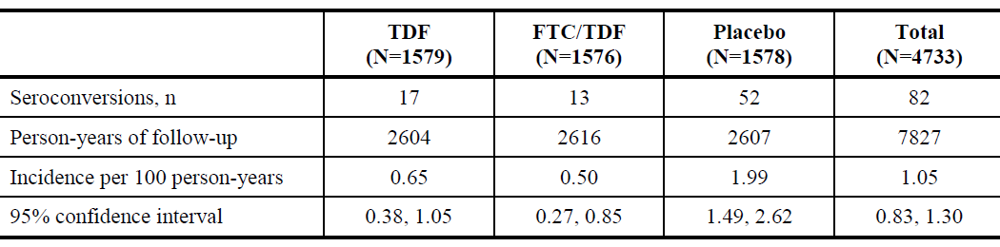 TDF FTC/TDF Placebo Total
(N=1579) (N=1576) (N=1578) (N=4733)
Seroconversions, n 17 13 52 82
Person-years of follow-up 2604 2616 2607 7827
Incidence per 100 person-years 0.65 0.50 1.99 1.05
95% confidence interval 0.38, 1.05 0.27, 0.85 1.49, 2.62 0.83, 1.30